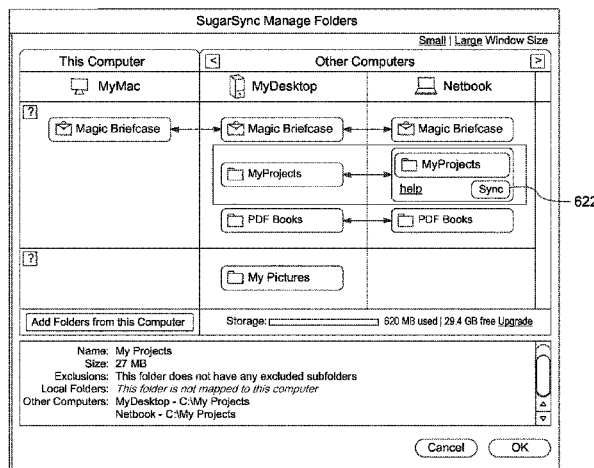 SugarSync Manage Folders
Small | Large Window Size
This Computer
< Other Computers >
MyMac
MyDesktop
Netbook
?
Magic Briefcase
Magic Briefcase
Magic Briefcase
MyProjects
MyProjects
help
Sync
622
PDF Books
PDF Books
?
My Pictures
Add Folders from this Computer
Storage: 620 MB used | 29.4 GB free Upgrade
Name: My Projects
Size: 27 MB
Exclusions: This folder does not have any excluded subfolders
Local Folders: This folder is not mapped to this computer
Other Computers: MyDesktop - C:\My Projects
Netbook - C:\My Projects
Cancel
OK